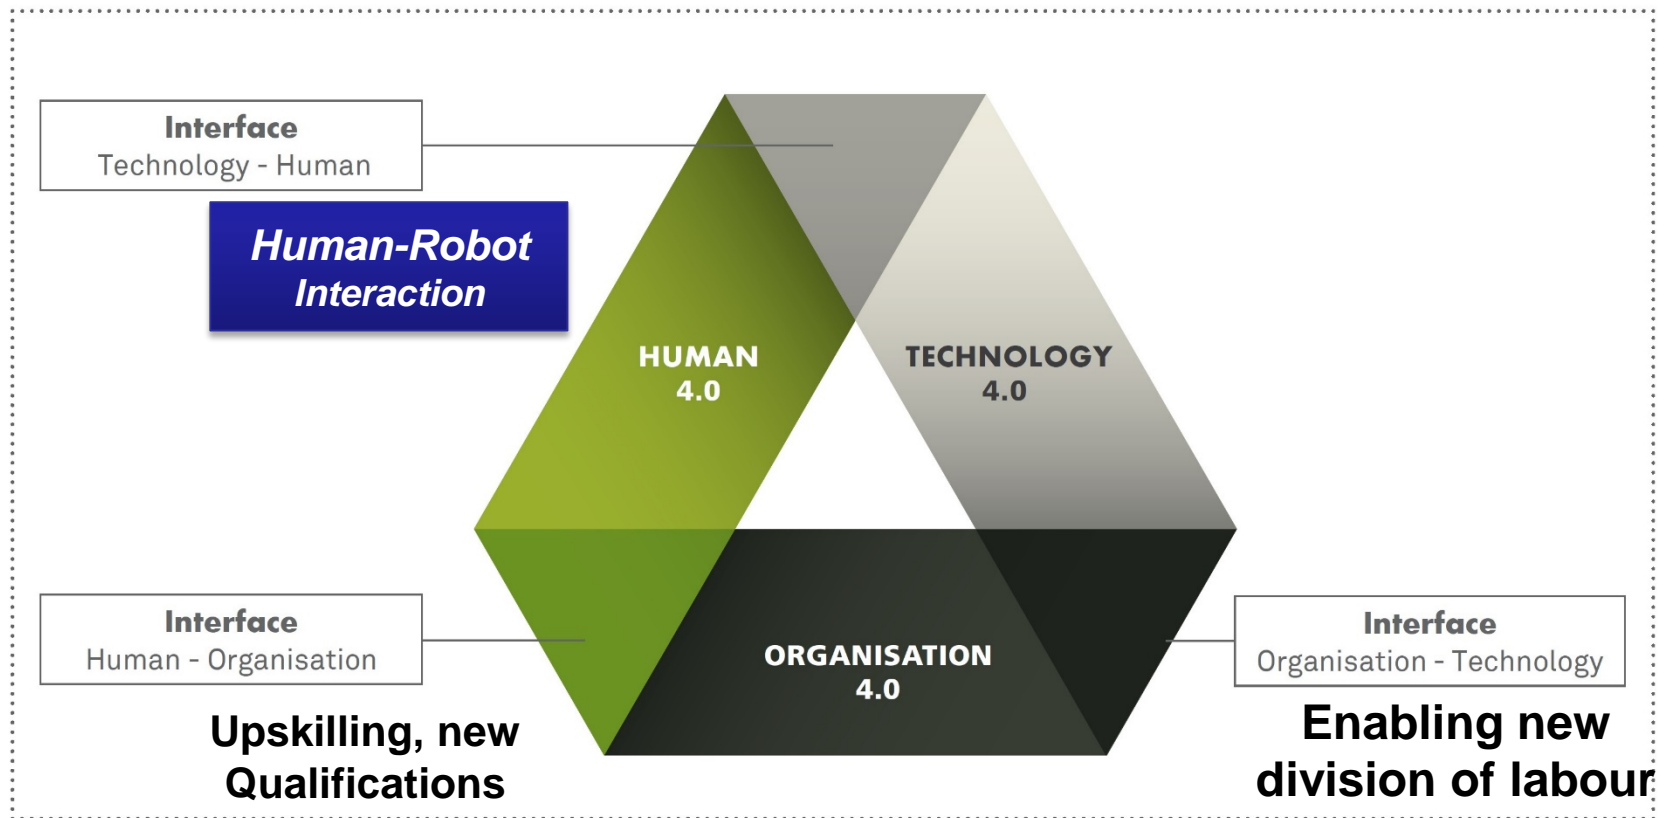 Interface
Technology - Human
Human-Robot
Interaction
HUMAN
4.0
TECHNOLOGY
4.0
Interface
Human - Organisation
ORGANISATION
4.0
Interface
Organisation - Technology
Upskilling, new
Qualifications
Enabling new
division of labour